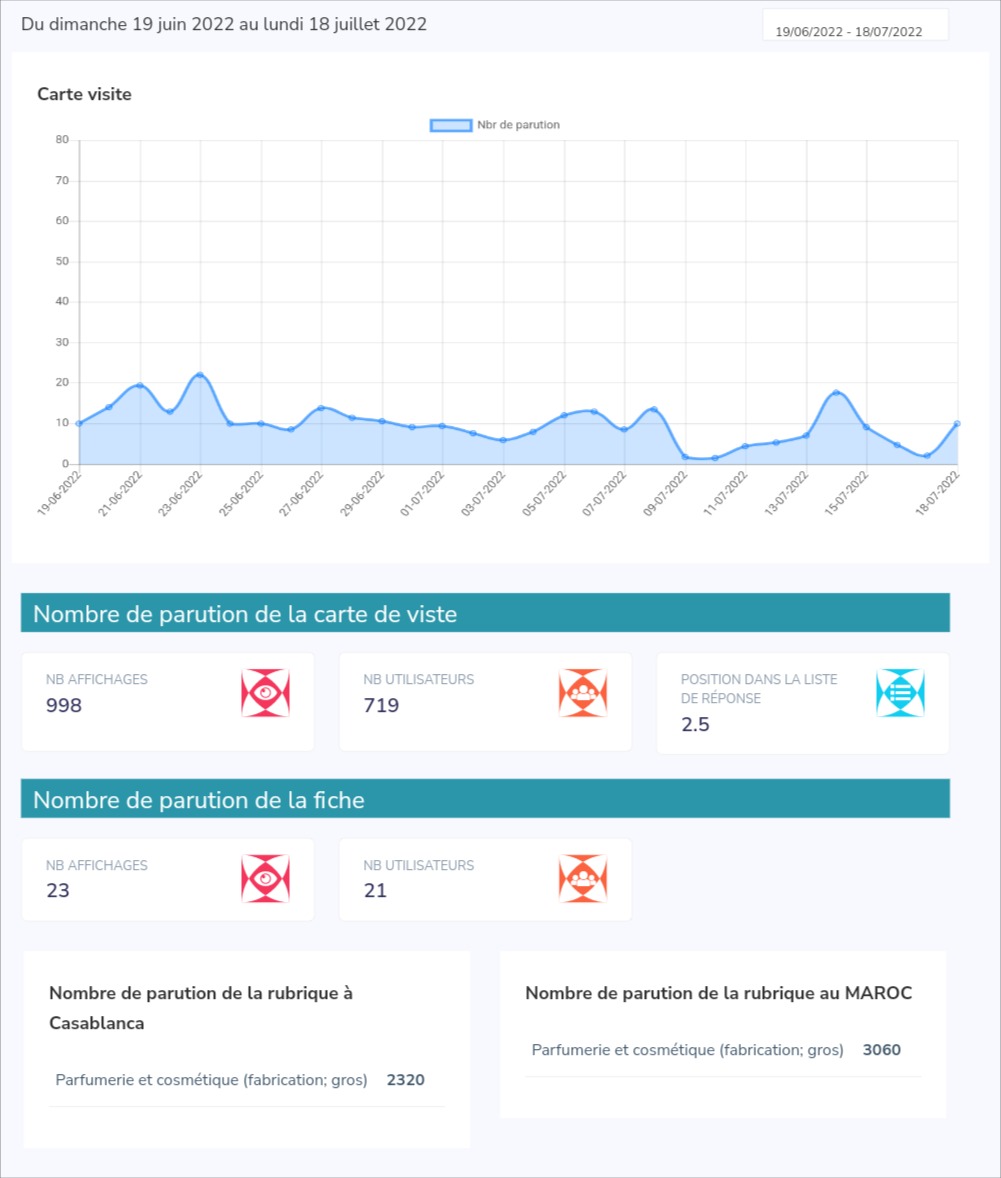 Du dimanche 19 juin 2022 au lundi 18 juillet 2022
19/06/2022 - 18/07/2022
Carte visite
Nbr de parution
80
70
60
50
40
30
20
10
0
19-06-2022
21-06-2022
23-06-2022
25-06-2022
27-06-2022
29-06-2022
01-07-2022
03-07-2022
05-07-2022
07-07-2022
09-07-2022
11-07-2022
13-07-2022
15-07-2022
18-07-2022
Nombre de parution de la carte de viste
NB AFFICHAGES
998
NB UTILISATEURS
719
POSITION DANS LA LISTE
DE RÉPONSE
2.5
Nombre de parution de la fiche
NB AFFICHAGES
23
NB UTILISATEURS
21
Nombre de parution de la rubrique à
Casablanca
Parfumerie et cosmétique (fabrication; gros) 2320
Nombre de parution de la rubrique au MAROC
Parfumerie et cosmétique (fabrication; gros) 3060